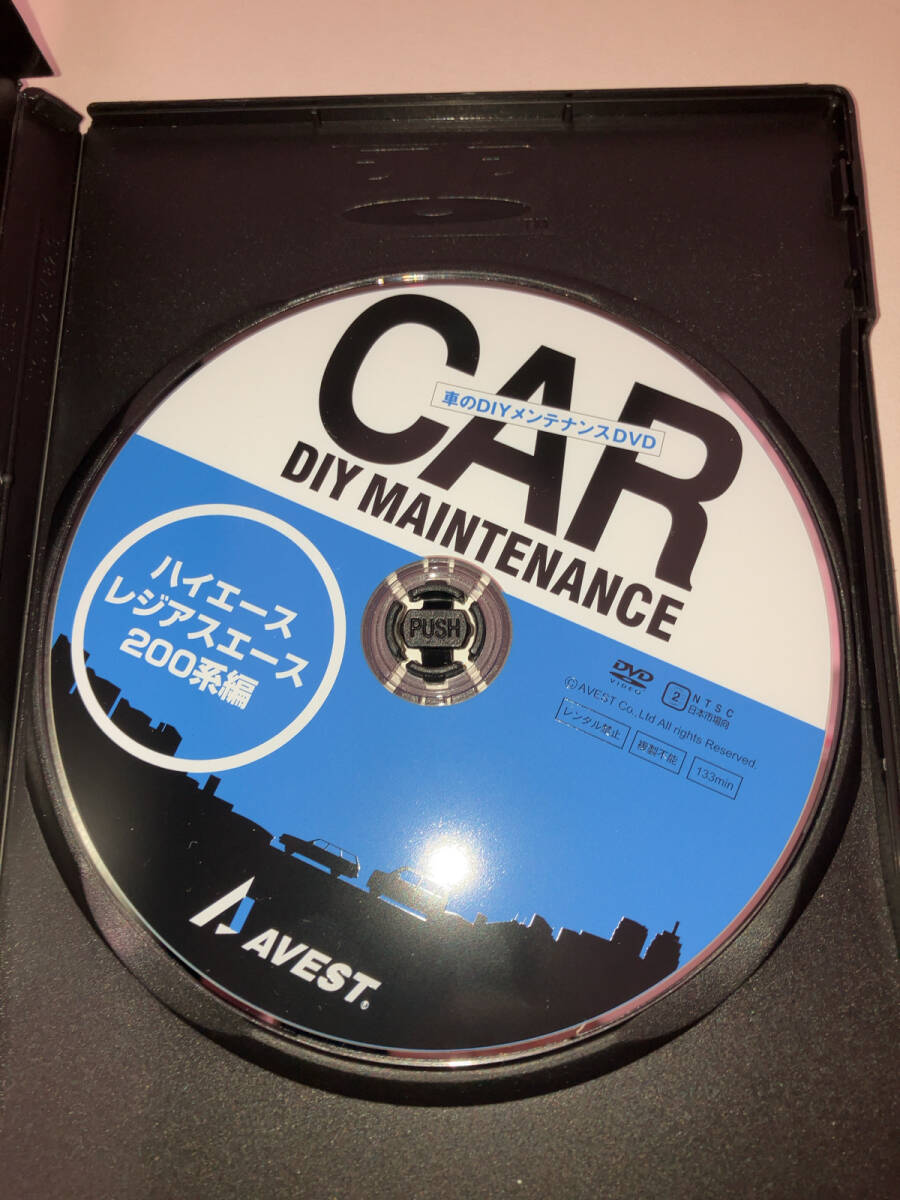 CAR
車のDIYメンテナンスDVD
DIY MAINTENANCE
ハイエース
レジアスエース
200系編
PUSH
DVD
VIDEO
2
NTSC
日本市場向
©AVEST Co.,Ltd All rights Reserved.
レンタル禁止
複製不能
133min
AVEST